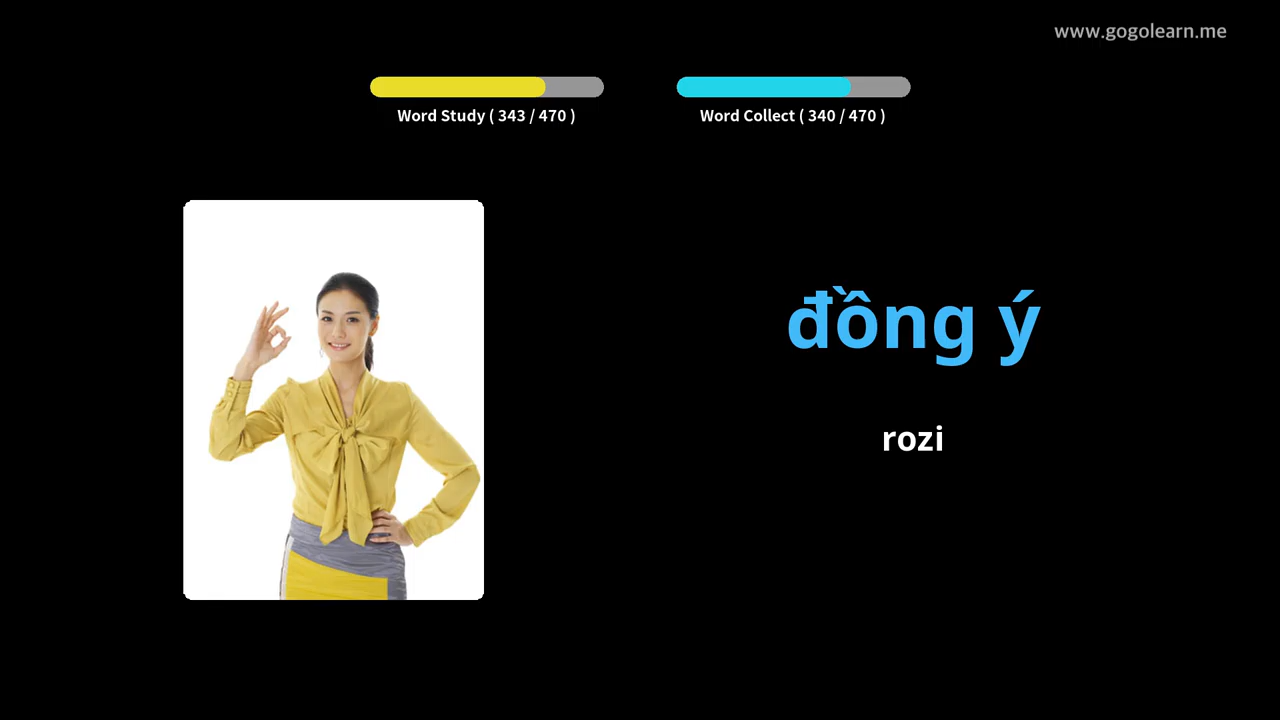 www.gogolearn.me
Word Study ( 343 / 470 )
Word Collect ( 340 / 470 )
đồng ý
rozi